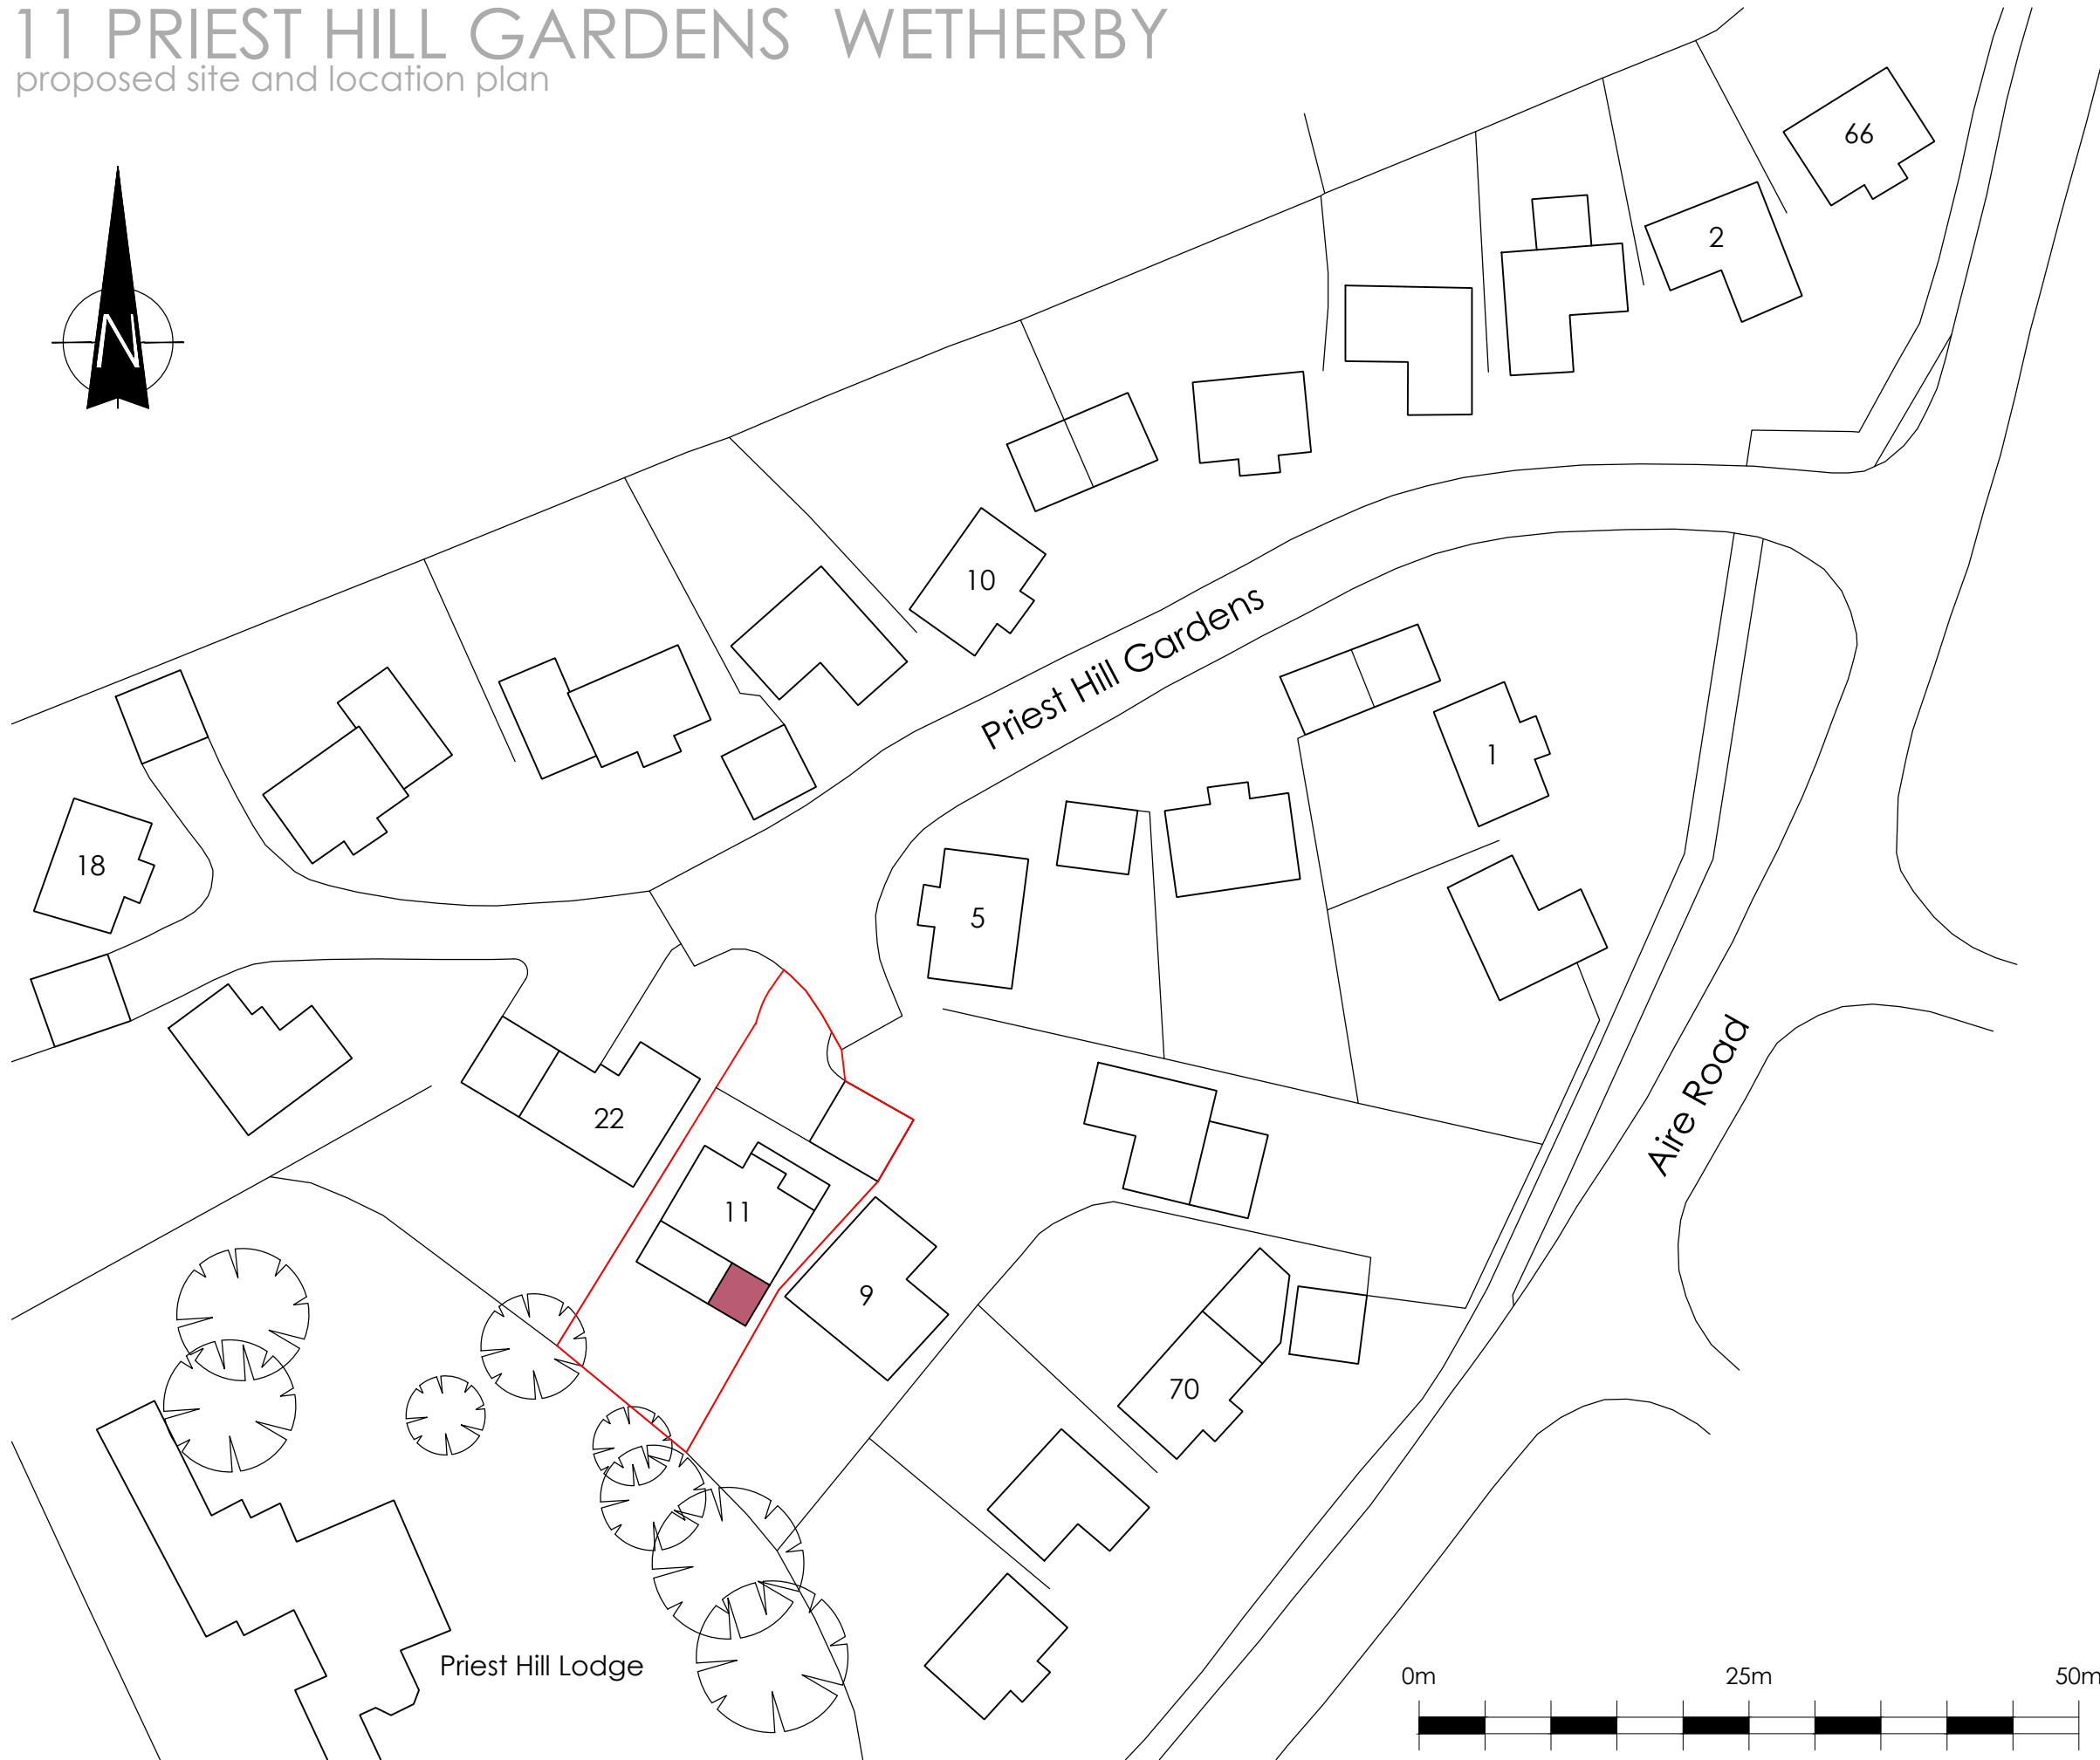 11 PRIEST HILL GARDENS WETHERBY
proposed site and location plan
66
2
N
10
Priest Hill Gardens
1
18
5
22
11
Aire Road
9
70
Priest Hill Lodge
0m 25m 50m